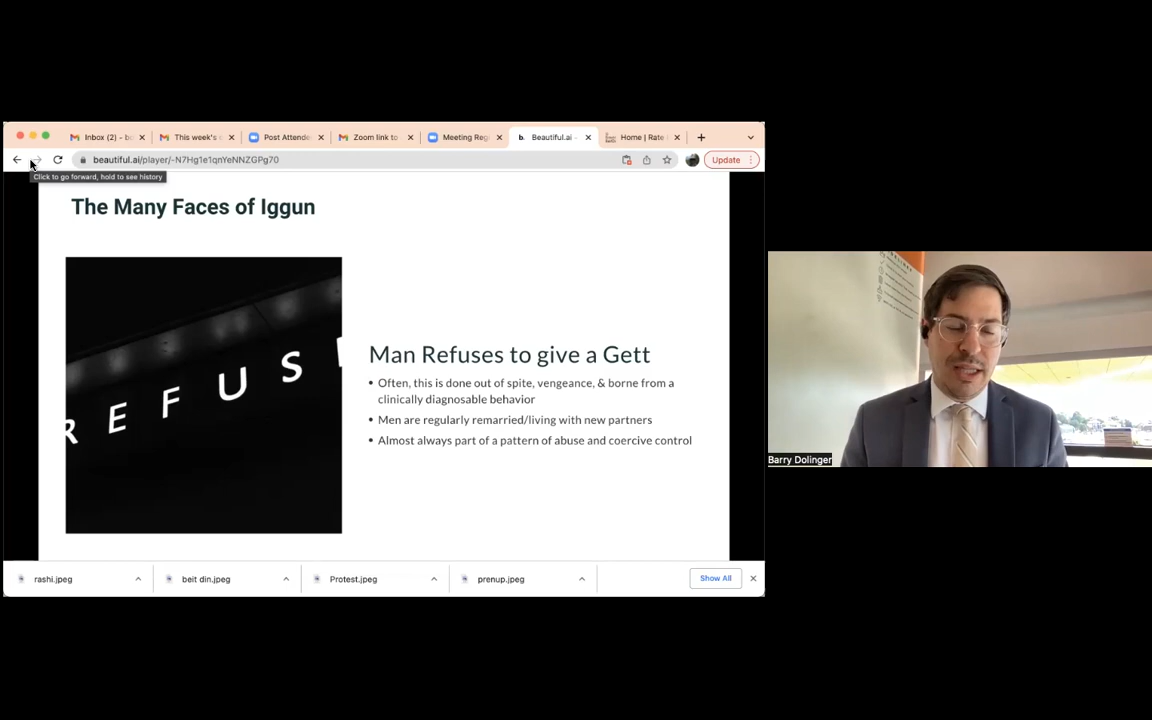 Inbox (2) - b
This week's
Post Attende
Zoom link to
Meeting Reg
b. Beautiful.ai -
Home | Rate
beautiful.ai/player/-N7Hg1e1qnYeNNZGPg70
Update
Click to go forward, hold to see history
The Many Faces of Iggun
REFUS
Man Refuses to give a Gett
• Often, this is done out of spite, vengeance, & borne from a
clinically diagnosable behavior
• Men are regularly remarried/living with new partners
• Almost always part of a pattern of abuse and coercive control
Barry Dolinger
rashi.jpeg
beit din.jpeg
Protest.jpeg
prenup.jpeg
Show All